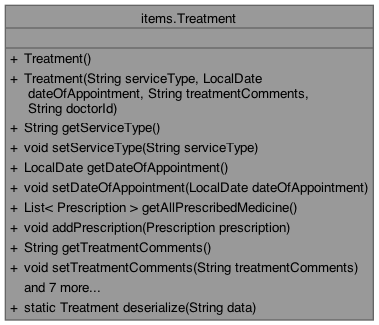 items.Treatment
+ Treatment()
+ Treatment(String serviceType, LocalDate
dateOfAppointment, String treatmentComments,
String doctorId)
+ String getServiceType()
+ void setServiceType(String serviceType)
+ LocalDate getDateOfAppointment()
+ void setDateOfAppointment(LocalDate dateOfAppointment)
+ List< Prescription > getAllPrescribedMedicine()
+ void addPrescription(Prescription prescription)
+ String getTreatmentComments()
+ void setTreatmentComments(String treatmentComments)
and 7 more...
+ static Treatment deserialize(String data)